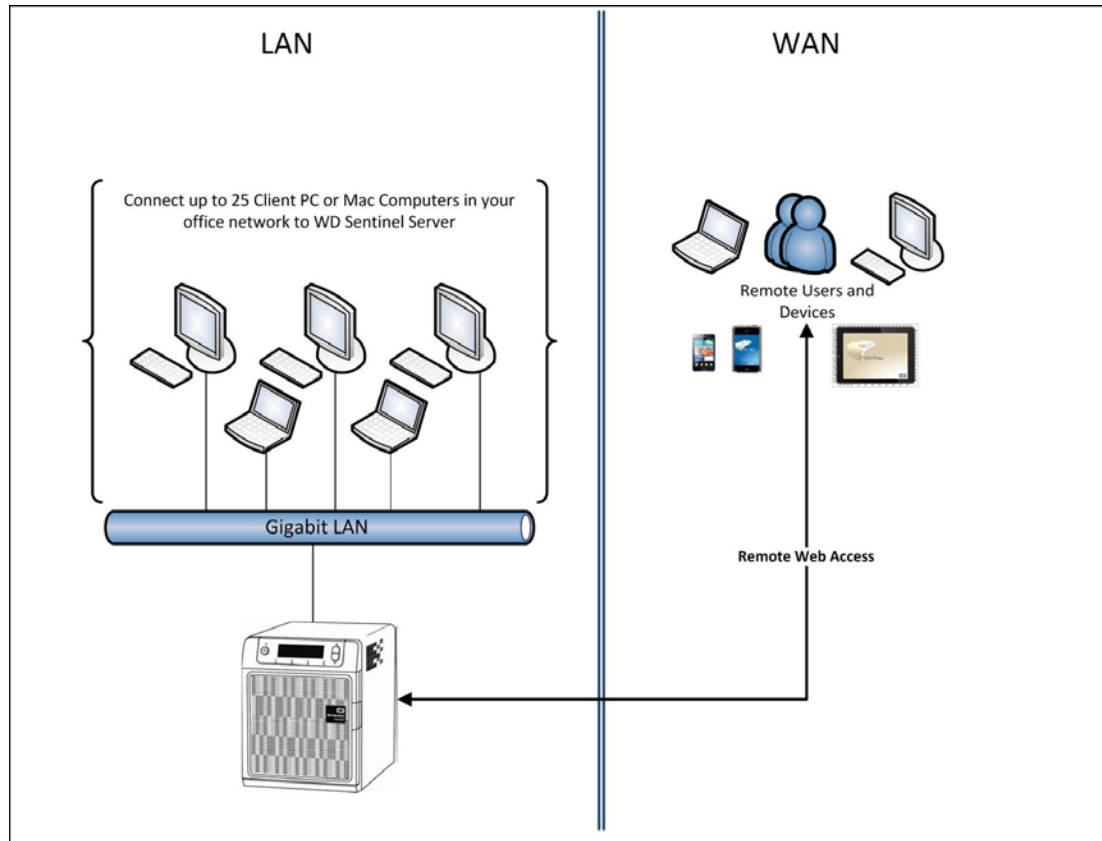 LAN
WAN
Connect up to 25 Client PC or Mac Computers in your
office network to WD Sentinel Server
Remote Users and
Devices
Gigabit LAN
Remote Web Access